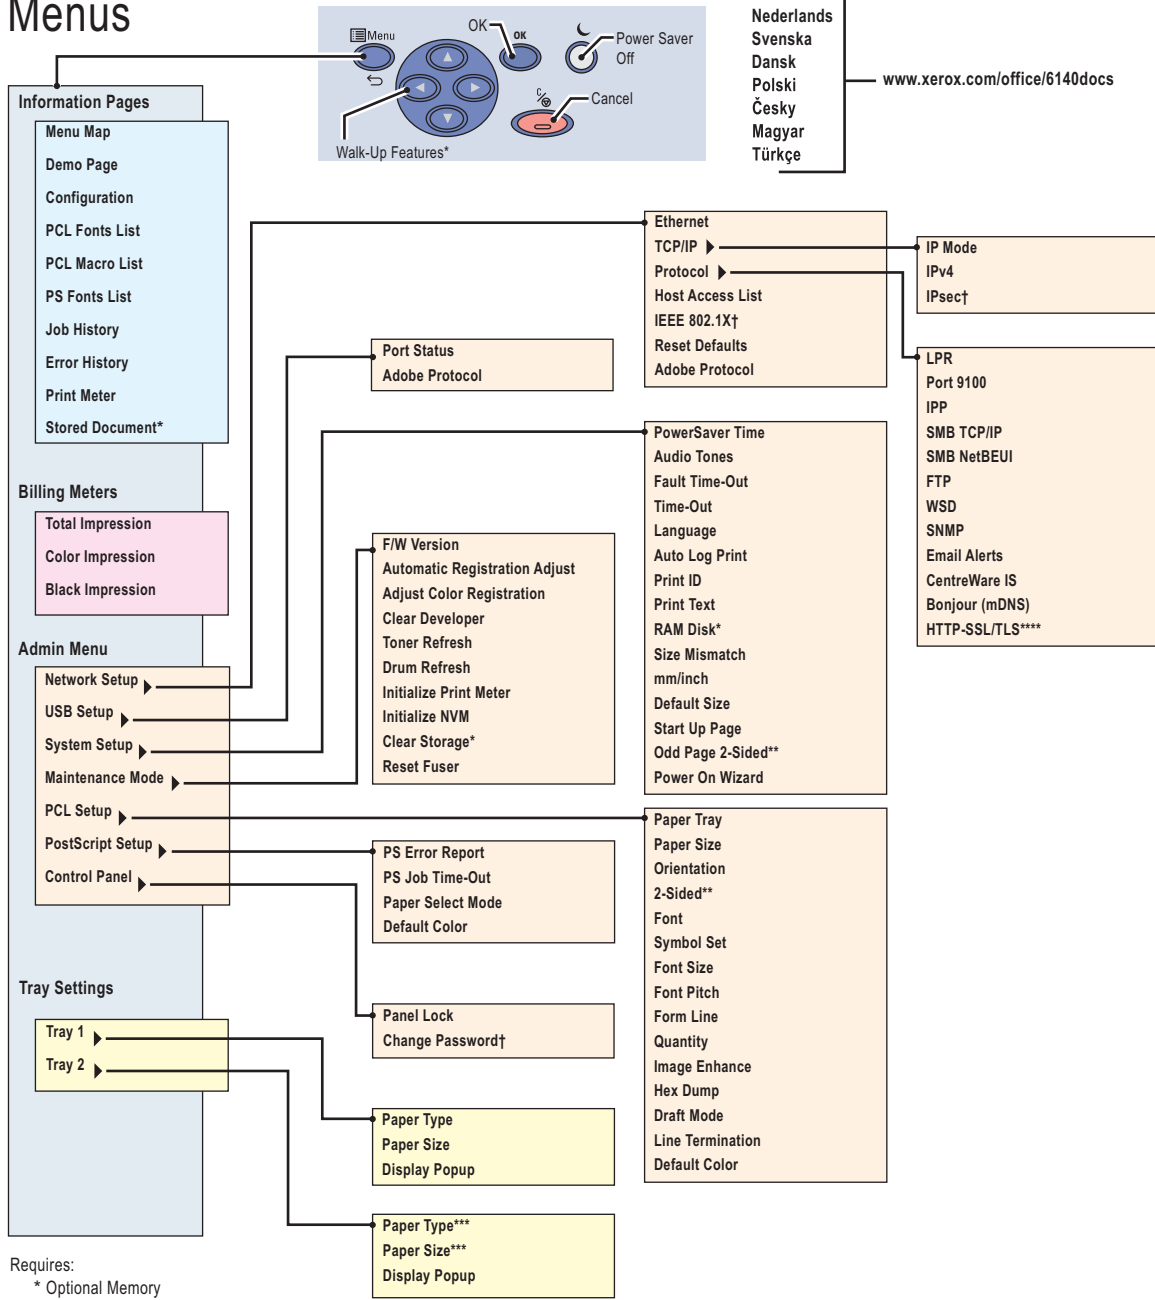 Menus
Menu
OK
OK
Power Saver
Off
C/
Cancel
Walk-Up Features*
Nederlands
Svenska
Dansk
Polski
Česky
Magyar
Türkçe
www.xerox.com/office/6140docs
Information Pages
Menu Map
Demo Page
Configuration
PCL Fonts List
PCL Macro List
PS Fonts List
Job History
Error History
Print Meter
Stored Document*
Billing Meters
Total Impression
Color Impression
Black Impression
Admin Menu
Network Setup
USB Setup
System Setup
Maintenance Mode
PCL Setup
PostScript Setup
Control Panel
Tray Settings
Tray 1
Tray 2
Port Status
Adobe Protocol
F/W Version
Automatic Registration Adjust
Adjust Color Registration
Clear Developer
Toner Refresh
Drum Refresh
Initialize Print Meter
Initialize NVM
Clear Storage*
Reset Fuser
PS Error Report
PS Job Time-Out
Paper Select Mode
Default Color
Panel Lock
Change Password†
Paper Type
Paper Size
Display Popup
Paper Type***
Paper Size***
Display Popup
Ethernet
TCP/IP
Protocol
Host Access List
IEEE 802.1X†
Reset Defaults
Adobe Protocol
PowerSaver Time
Audio Tones
Fault Time-Out
Time-Out
Language
Auto Log Print
Print ID
Print Text
RAM Disk*
Size Mismatch
mm/inch
Default Size
Start Up Page
Odd Page 2-Sided**
Power On Wizard
Paper Tray
Paper Size
Orientation
2-Sided**
Font
Symbol Set
Font Size
Font Pitch
Form Line
Quantity
Image Enhance
Hex Dump
Draft Mode
Line Termination
Default Color
IP Mode
IPv4
IPsec†
LPR
Port 9100
IPP
SMB TCP/IP
SMB NetBEUI
FTP
WSD
SNMP
Email Alerts
CentreWare IS
Bonjour (mDNS)
HTTP-SSL/TLS****
Requires:
* Optional Memory